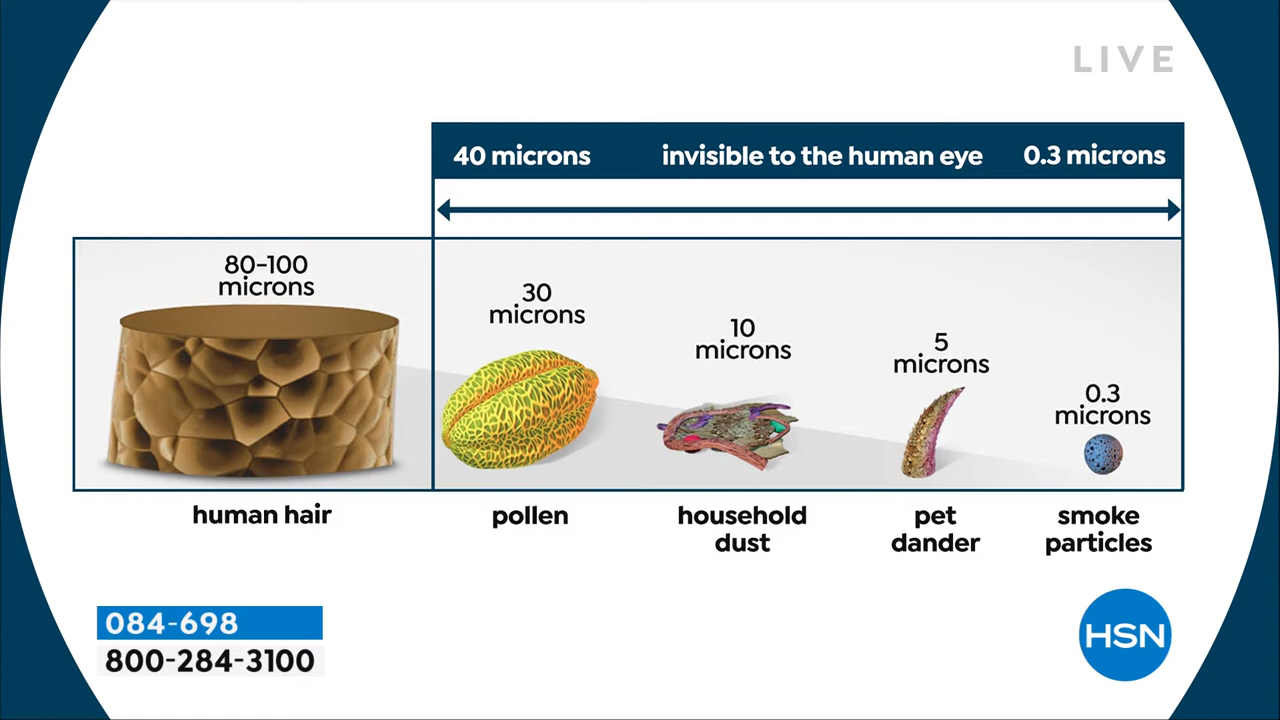 LIVE
40 microns invisible to the human eye 0.3 microns
80-100
microns
30
microns
10
microns
5
microns
0.3
microns
human hair
pollen
household
dust
pet
dander
smoke
particles
084-698
800-284-3100
HSN